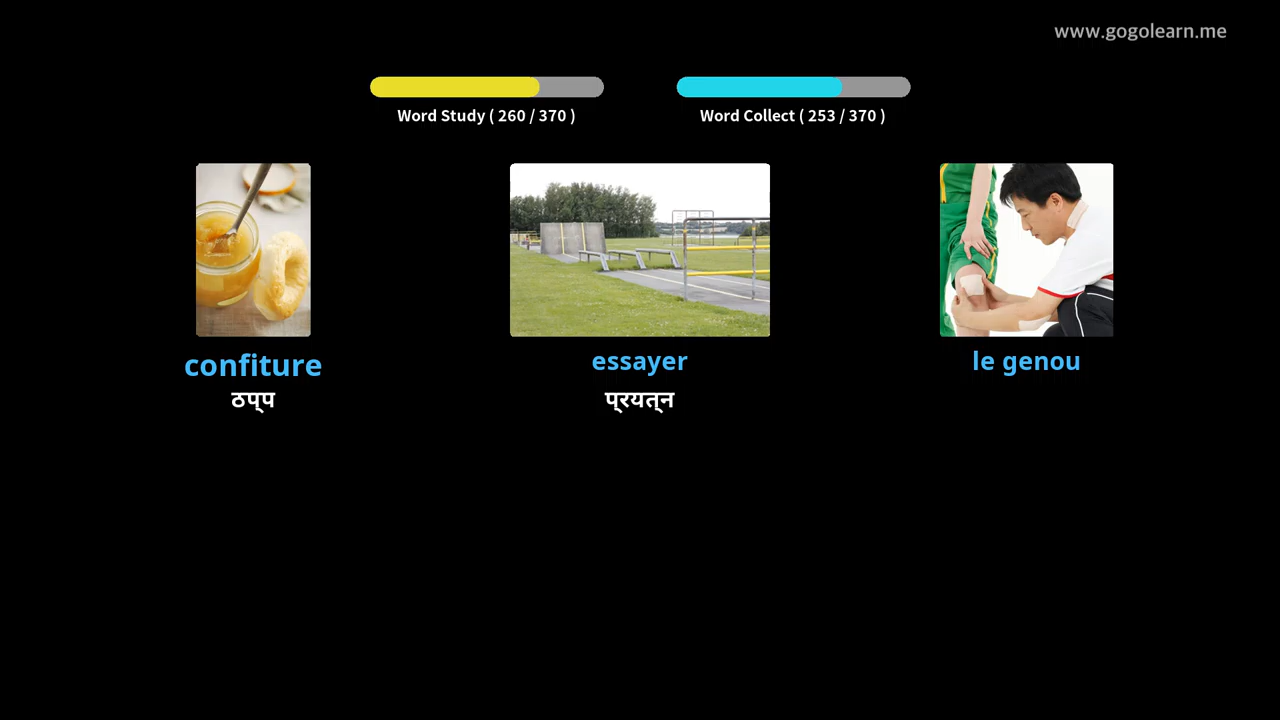 www.gogolearn.me
Word Study ( 260 / 370 )
Word Collect ( 253 / 370 )
confiture
essayer
le genou
ठप्प
प्रयत्न